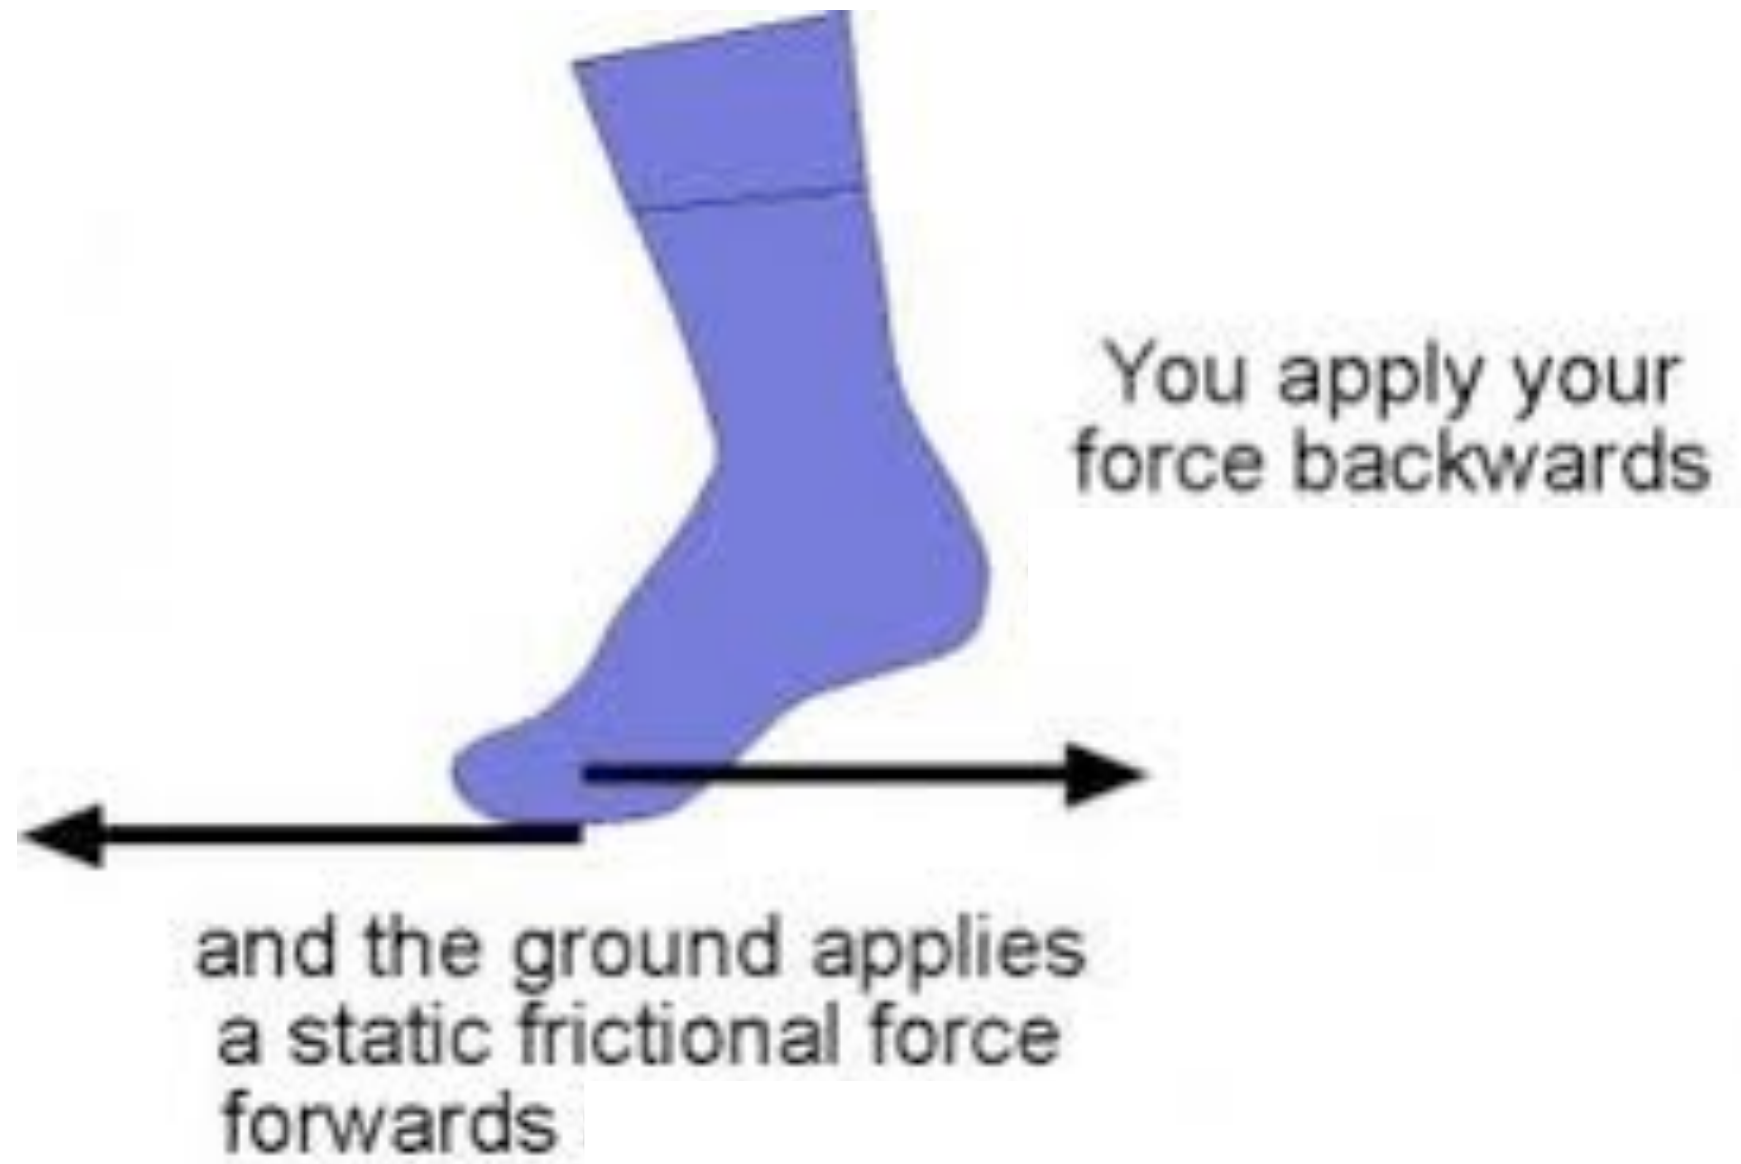 You apply your
force backwards
and the ground applies
a static frictional force
forwards